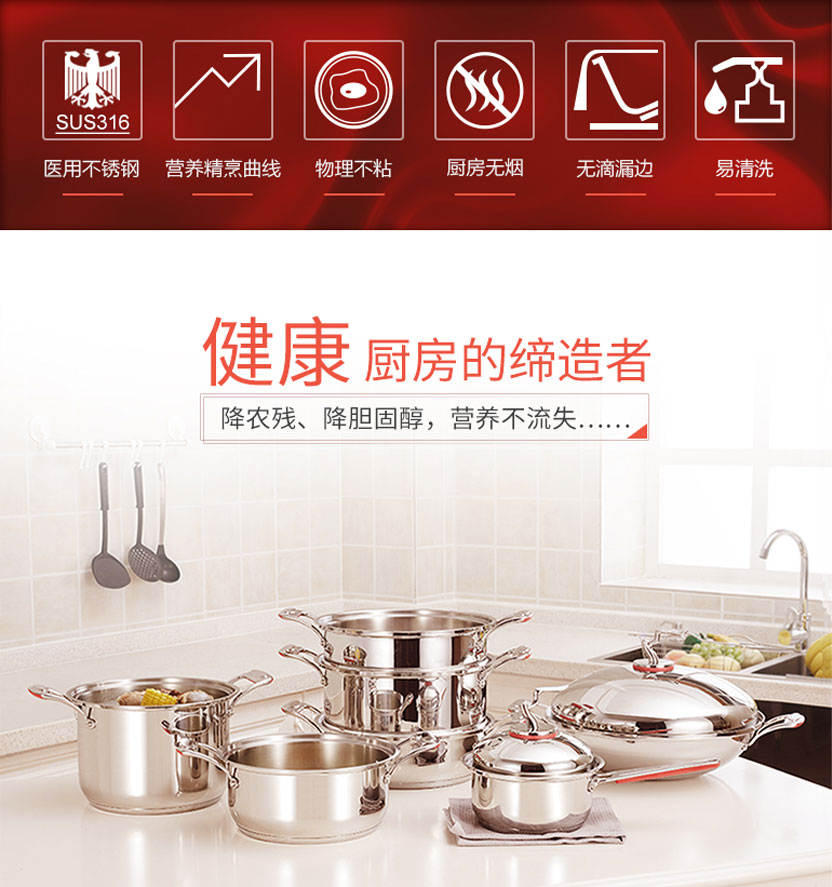 SUS316
医用不锈钢 营养精烹曲线 物理不粘 厨房无烟 无滴漏边 易清洗
健康 厨房的缔造者
降农残、降胆固醇，营养不流失……